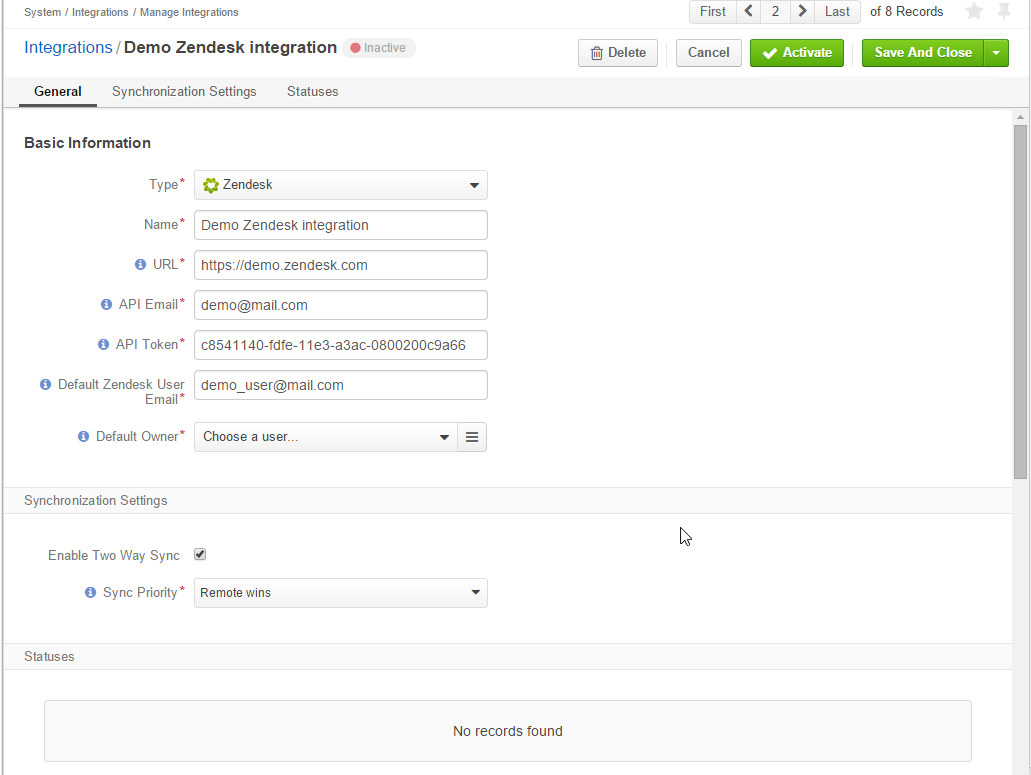 System / Integrations / Manage Integrations
First 2 Last of 8 Records
Integrations / Demo Zendesk integration Inactive
Delete Cancel Activate Save And Close
General Synchronization Settings Statuses
Basic Information
Type* Zendesk
Name* Demo Zendesk integration
URL* https://demo.zendesk.com
API Email* demo@mail.com
API Token* c8541140-fdfe-11e3-a3ac-0800200c9a66
Default Zendesk User
Email* demo_user@mail.com
Default Owner* Choose a user...
Synchronization Settings
Enable Two Way Sync
Sync Priority* Remote wins
Statuses
No records found